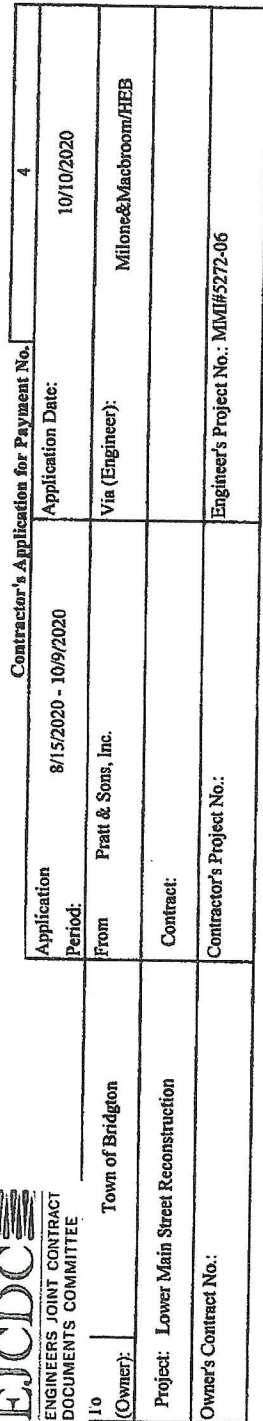 EJCDC
ENGINEERS JOINT CONTRACT
DOCUMENTS COMMITTEE
Contractor's Application for Payment No. 4
Application
Period: 8/15/2020 - 10/9/2020
Application Date: 10/10/2020
To
(Owner): Town of Bridgton
From Pratt & Sons, Inc.
Via (Engineer): Milone&Macbroom/HEB
Project: Lower Main Street Reconstruction
Contract:
Owner's Contract No.:
Contractor's Project No.:
Engineer's Project No.: MMI#5272-06